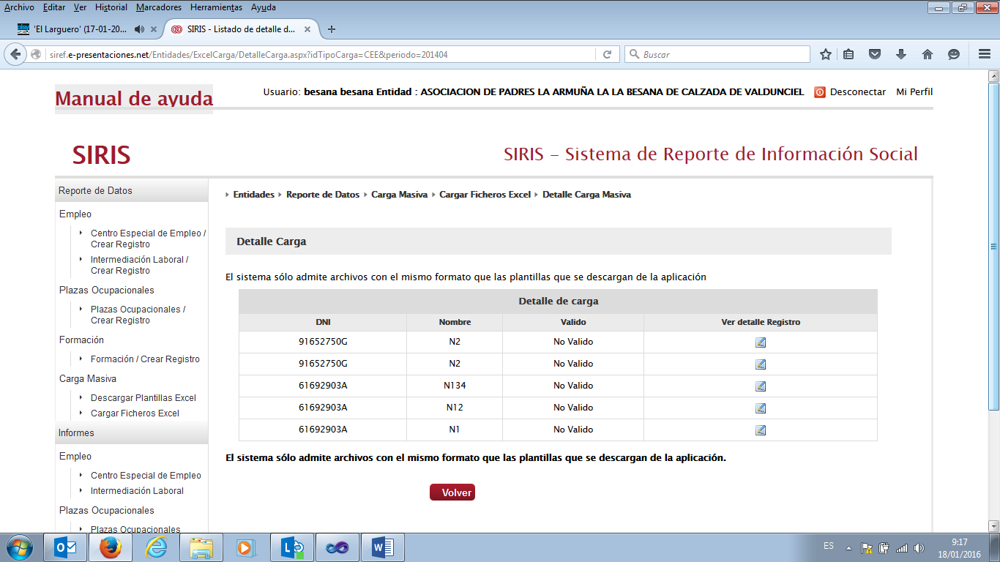 Archivo Editar Ver Historial Marcadores Herramientas Ayuda
'El Larguero' (17-01-20...
SIRIS - Listado de detalle d...
siref.e-presentaciones.net/Entidades/ExcelCarga/DetalleCarga.aspx?idTipoCarga=CEE&periodo=201404
Buscar
Manual de ayuda
Usuario: besana besana Entidad : ASOCIACION DE PADRES LA ARMUÑA LA LA BESANA DE CALZADA DE VALDUNCIEL
Desconectar
Mi Perfil
SIRIS
SIRIS - Sistema de Reporte de Información Social
Reporte de Datos
Empleo
Centro Especial de Empleo /
Crear Registro
Intermediación Laboral /
Crear Registro
Plazas Ocupacionales
Plazas Ocupacionales /
Crear Registro
Formación
Formación / Crear Registro
Carga Masiva
Descargar Plantillas Excel
Cargar Ficheros Excel
Informes
Empleo
Centro Especial de Empleo
Intermediación Laboral
Plazas Ocupacionales
Plazas Ocupacionales
Entidades Reporte de Datos Carga Masiva Cargar Ficheros Excel Detalle Carga Masiva
Detalle Carga
El sistema sólo admite archivos con el mismo formato que las plantillas que se descargan de la aplicación
Detalle de carga
DNI Nombre Valido Ver detalle Registro
91652750G N2 No Valido
91652750G N2 No Valido
61692903A N134 No Valido
61692903A N12 No Valido
61692903A N1 No Valido
El sistema sólo admite archivos con el mismo formato que las plantillas que se descargan de la aplicación.
Volver
ES
9:17
18/01/2016